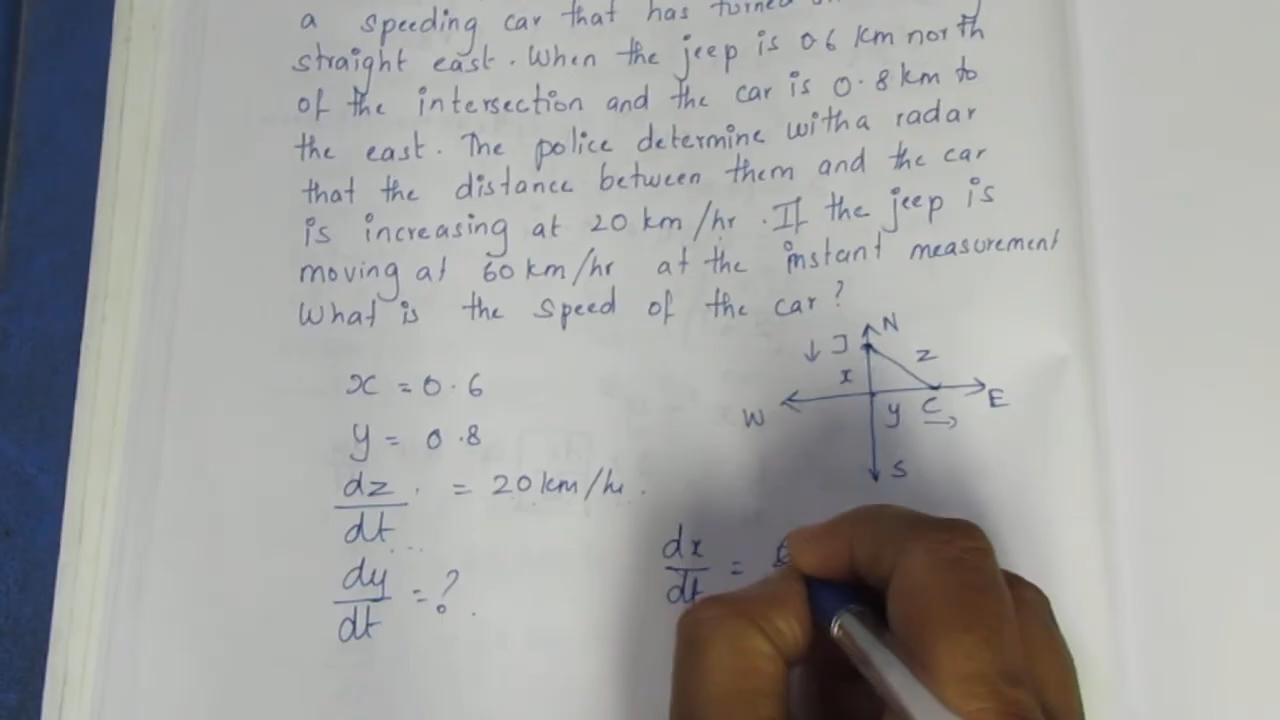 a speeding car that has turned
straight east. When the jeep is 0.6 km north
of the intersection and the car is 0.8 km to
the east. The police determine with a radar
that the distance between them and the car
is increasing at 20 km/hr. If the jeep is
moving at 60 km/hr at the instant measurement
What is the speed of the car?
N
↓ J
x
z
W
y
C
→
E
S
x = 0.6
y = 0.8
dz/dt = 20 km/hr.
dy/dt = ?
dx/dt =